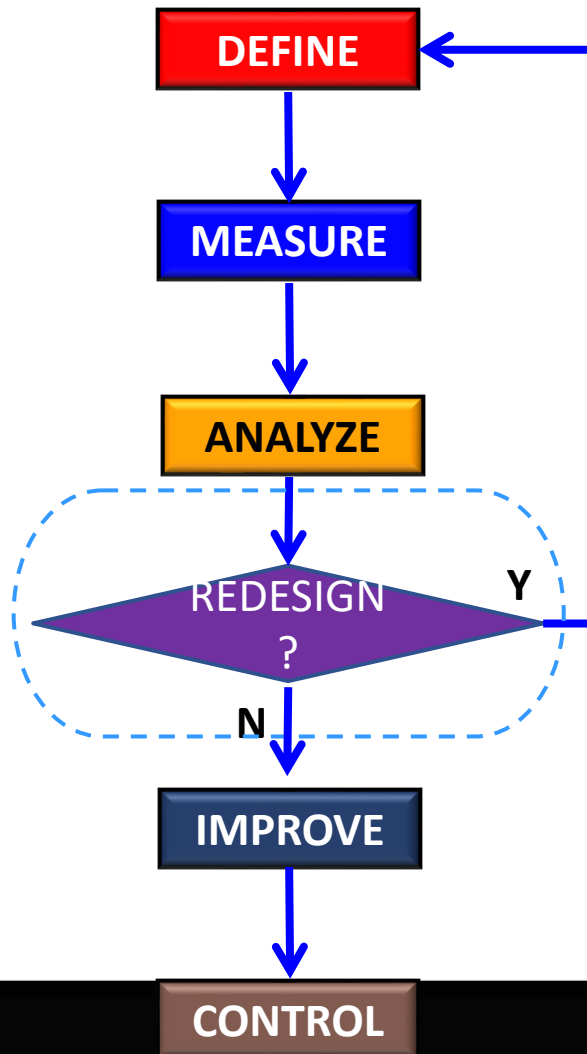 DEFINE
MEASURE
ANALYZE
REDESIGN
?
Y
N
IMPROVE
CONTROL